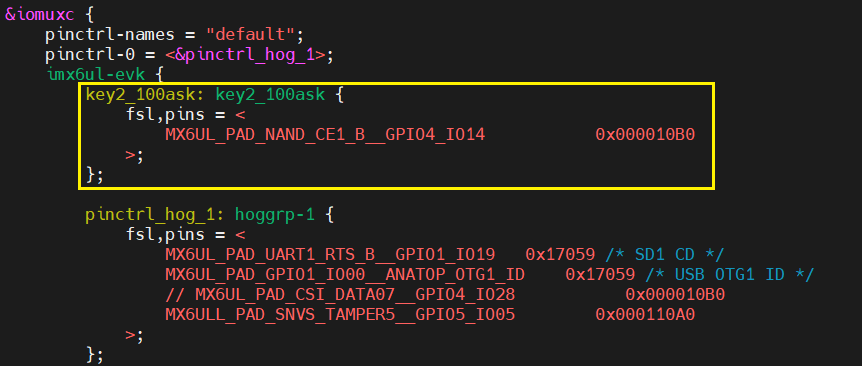 &iomuxc {
    pinctrl-names = "default";
    pinctrl-0 = <&pinctrl_hog_1>;
    imx6ul-evk {
        key2_100ask: key2_100ask {
            fsl,pins = <
                MX6UL_PAD_NAND_CE1_B__GPIO4_IO14           0x000010B0
            >;
        };

        pinctrl_hog_1: hoggrp-1 {
            fsl,pins = <
                MX6UL_PAD_UART1_RTS_B__GPIO1_IO19   0x17059 /* SD1 CD */
                MX6UL_PAD_GPIO1_IO00__ANATOP_OTG1_ID    0x17059 /* USB OTG1 ID */
                // MX6UL_PAD_CSI_DATA07__GPIO4_IO28           0x000010B0
                MX6ULL_PAD_SNVS_TAMPER5__GPIO5_IO05        0x000110A0
            >;
        };